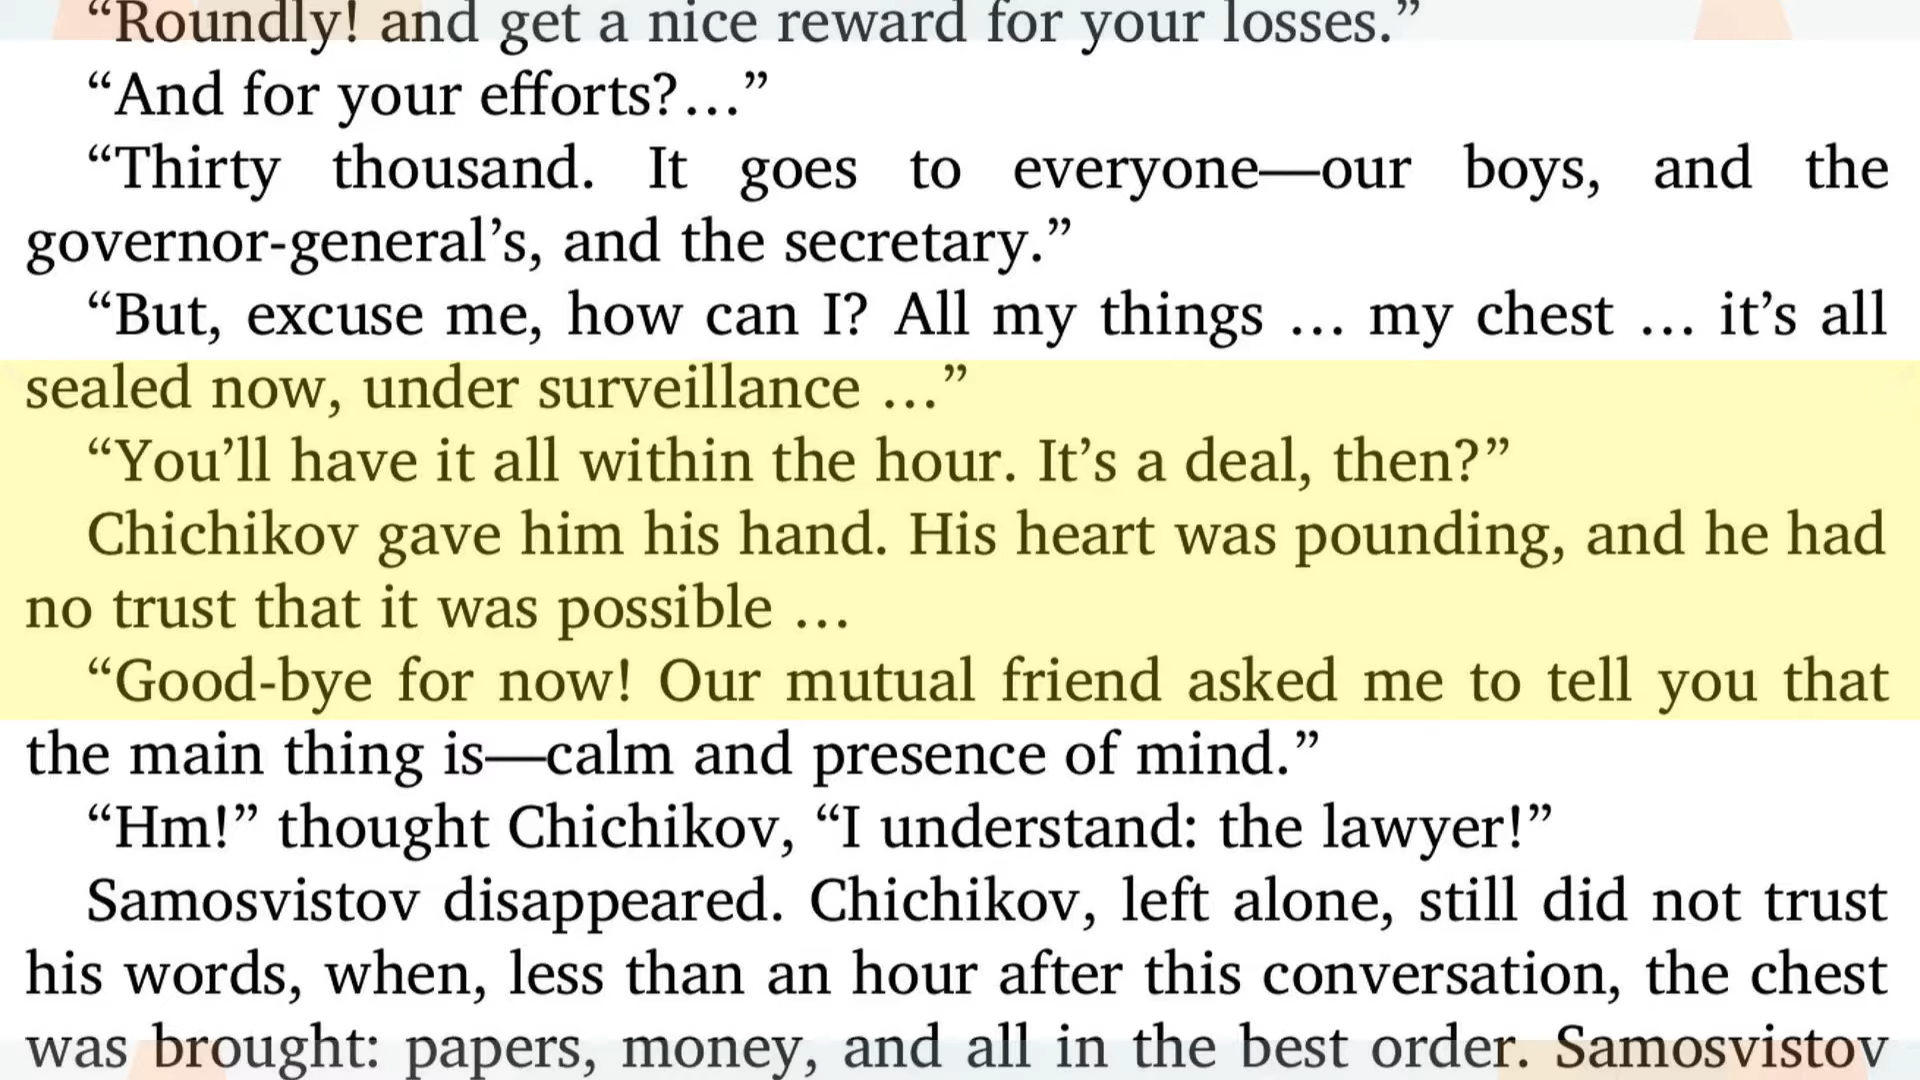 “Roundly! and get a nice reward for your losses.”
“And for your efforts?…”
“Thirty thousand. It goes to everyone—our boys, and the
governor-general’s, and the secretary.”
“But, excuse me, how can I? All my things … my chest … it’s all
sealed now, under surveillance …”
“You’ll have it all within the hour. It’s a deal, then?”
Chichikov gave him his hand. His heart was pounding, and he had
no trust that it was possible …
“Good-bye for now! Our mutual friend asked me to tell you that
the main thing is—calm and presence of mind.”
“Hm!” thought Chichikov, “I understand: the lawyer!”
Samosvistov disappeared. Chichikov, left alone, still did not trust
his words, when, less than an hour after this conversation, the chest
was brought: papers, money, and all in the best order. Samosvistov